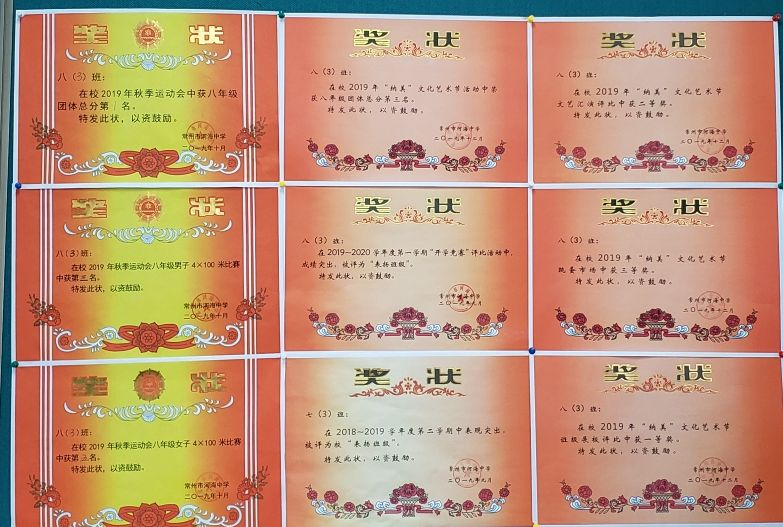 奖 状
八（3）班：
在校2019年秋季运动会中获八年级
团体总分第1名。
特发此状，以资鼓励。
常州市河海中学
二〇一九年十月
奖 状
八（3）班：
在校2019年“纳美”文化艺术节活动中荣
获八年级团体总分第三名。
特发此状，以资鼓励。
常州市河海中学
二〇一九年十二月
奖 状
八（3）班：
在校2019年“纳美”文化艺术节
文艺汇演评比中获二等奖。
特发此状，以资鼓励。
常州市河海中学
二〇一九年十二月
奖 状
八（3）班：
在校2019年秋季运动会八年级男子4×100米比赛
中获第三名。
特发此状，以资鼓励。
常州市河海中学
二〇一九年十月
奖 状
八（3）班：
在2019~2020学年度第一学期“开学竞赛”评比活动中，
成绩突出，被评为“表扬班级”。
特发此状，以资鼓励。
常州市河海中学
二〇一九年九月
奖 状
八（3）班：
在校2019年“纳美”文化艺术节
跳蚤市场中获三等奖。
特发此状，以资鼓励。
常州市河海中学
二〇一九年十二月
奖 状
八（3）班：
在校2019年秋季运动会八年级女子4×100米比赛
中获第三名。
特发此状，以资鼓励。
常州市河海中学
二〇一九年十月
奖 状
七（3）班：
在2018~2019学年度第二学期中表现突出，
被评为校“表扬班级”。
特发此状，以资鼓励。
常州市河海中学
二〇一九年九月
奖 状
八（3）班：
在校2019年“纳美”文化艺术节
班级展板评比中获一等奖。
特发此状，以资鼓励。
常州市河海中学
二〇一九年十二月